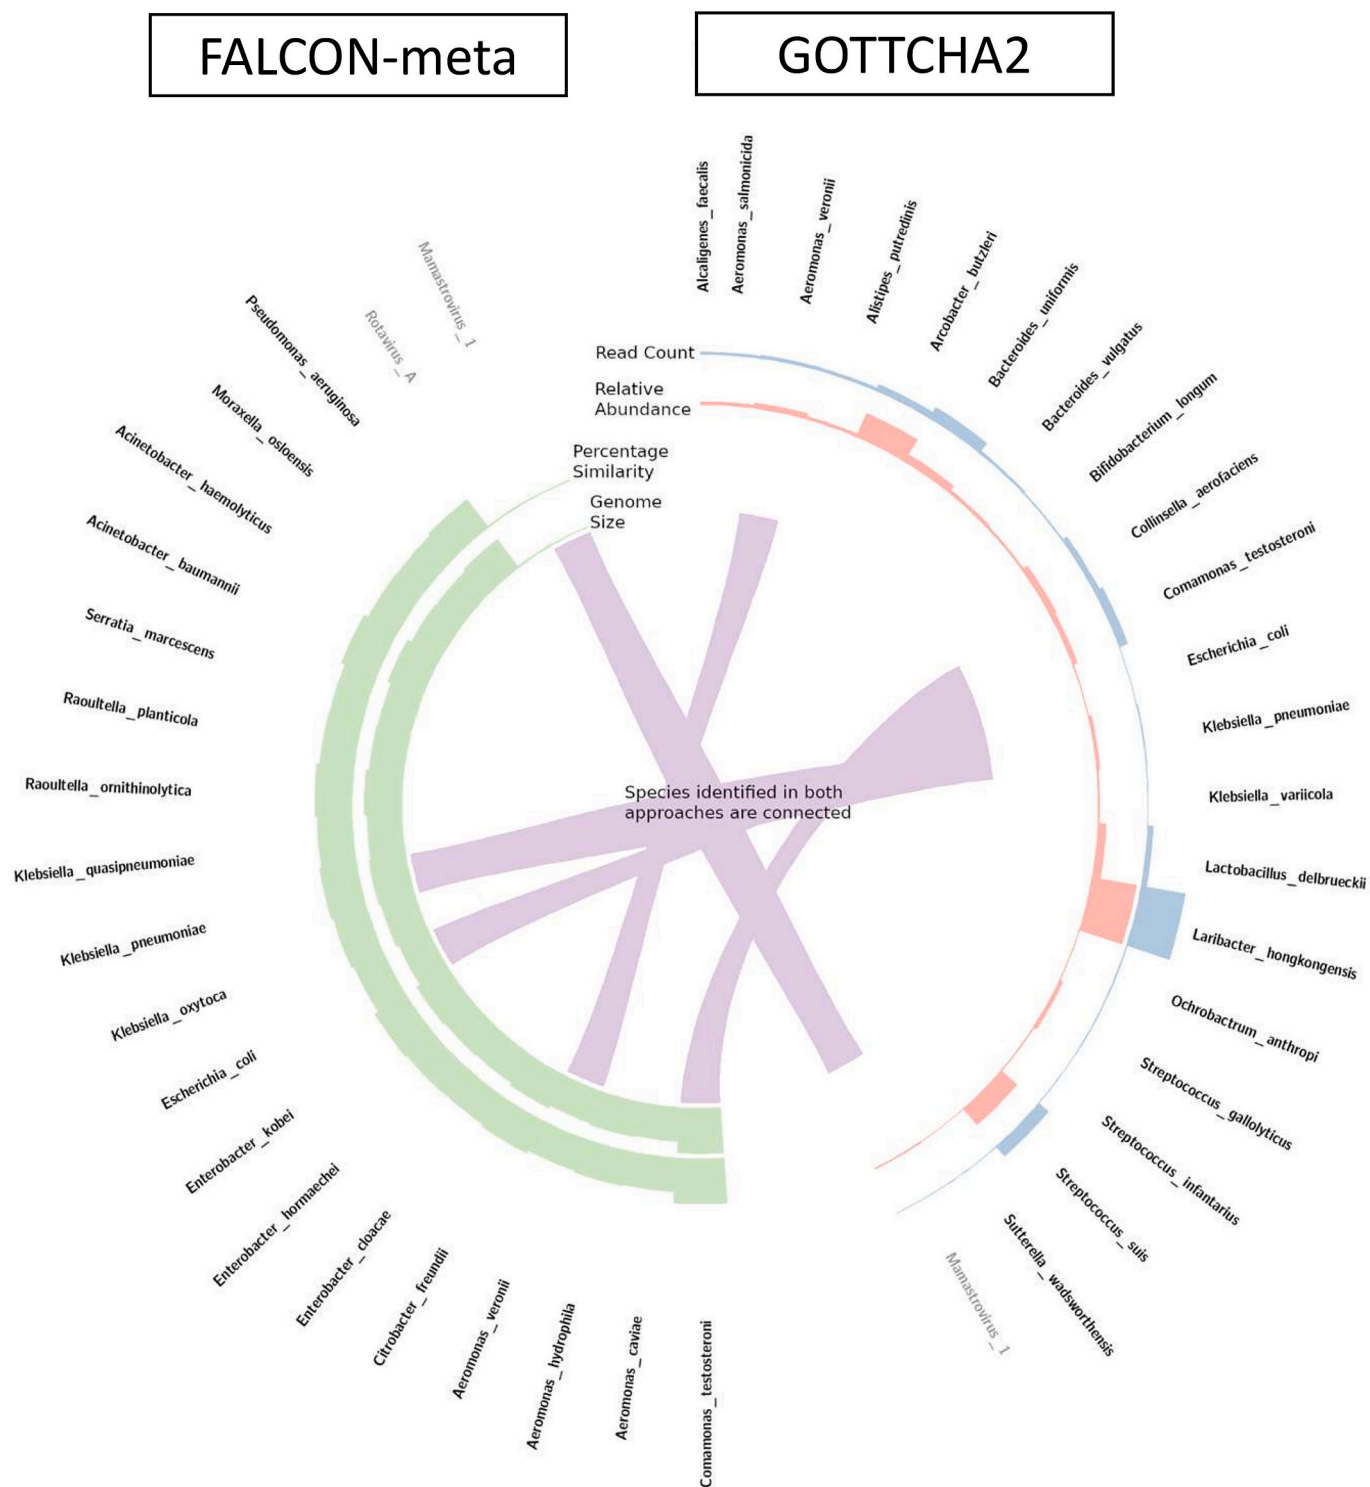 FALCON-meta
GOTTCHA2
Alcaligenes_faecalis
Aeromonas_salmonicida
Aeromonas_veronii
Alistipes_putredinis
Arcobacter_butzleri
Bacteroides_uniformis
Bacteroides_vulgatus
Bifidobacterium_longum
Collinsella_aerofaciens
Comamonas_testosteroni
Escherichia_coli
Klebsiella_pneumoniae
Klebsiella_variicola
Lactobacillus_delbrueckii
Laribacter_hongkongensis
Ochrobactrum_anthropi
Streptococcus_gallolyticus
Streptococcus_infantarius
Streptococcus_suis
Sutterella_wadsworthensis
Mamastrovirus_1
Comamonas_testosteroni
Aeromonas_caviae
Aeromonas_hydrophila
Aeromonas_veronii
Citrobacter_freundii
Enterobacter_cloacae
Enterobacter_hormaechei
Enterobacter_kobei
Escherichia_coli
Klebsiella_oxytoca
Klebsiella_pneumoniae
Klebsiella_quasipneumoniae
Raoultella_ornithinolytica
Raoultella_planticola
Serratia_marcescens
Acinetobacter_baumannii
Acinetobacter_haemolyticus
Moraxella_osloensis
Pseudomonas_aeruginosa
Rotavirus_A
Mamastrovirus_1
Read Count
Relative
Abundance
Percentage
Similarity
Genome
Size
Species identified in both
approaches are connected